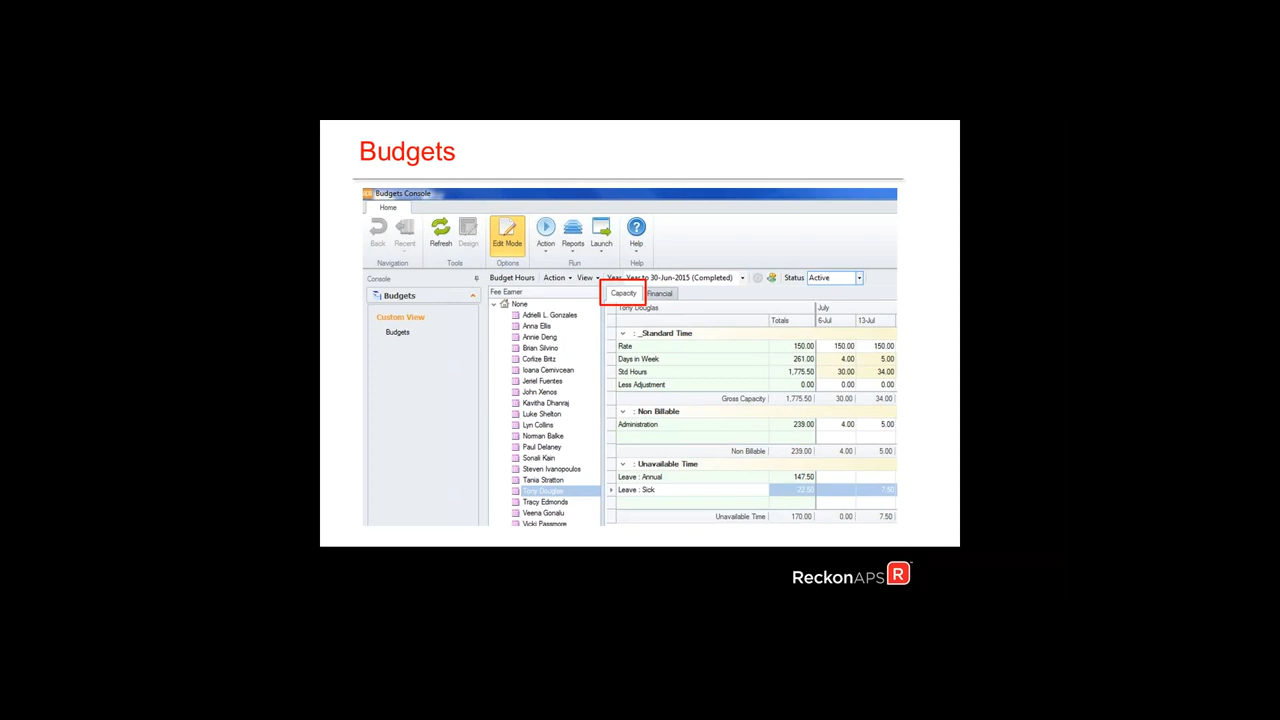 Budgets
Budgets Console
Home
Back Recent Refresh Design Edit Mode Action Reports Launch Help
Navigation Tools Options Run Help
Console Budget Hours Action View Year Year to 30-Jun-2015 (Completed) Status Active
Budgets
Custom View
Budgets
Fee Earner
None
Adrielli L. Gonzales
Anna Ellis
Annie Deng
Brian Silvino
Corlize Britz
Ioana Cernivcean
Jeriel Fuentes
John Xenos
Kavitha Dhanraj
Luke Shelton
Lyn Collins
Norman Balke
Paul Delaney
Sonali Kain
Steven Ivanopoulos
Tania Stratton
Tony Douglas
Tracy Edmonds
Veena Gonalu
Vicki Passmore
Capacity Financial
Tony Douglas July
Totals 6-Jul 13-Jul
: _Standard Time
Rate 150.00 150.00 150.00
Days in Week 261.00 4.00 5.00
Std Hours 1,775.50 30.00 34.00
Less Adjustment 0.00 0.00 0.00
Gross Capacity 1,775.50 30.00 34.00
: Non Billable
Administration 239.00 4.00 5.00
Non Billable 239.00 4.00 5.00
: Unavailable Time
Leave : Annual 147.50
Leave : Sick 22.50 7.50
Unavailable Time 170.00 0.00 7.50
ReckonAPS R